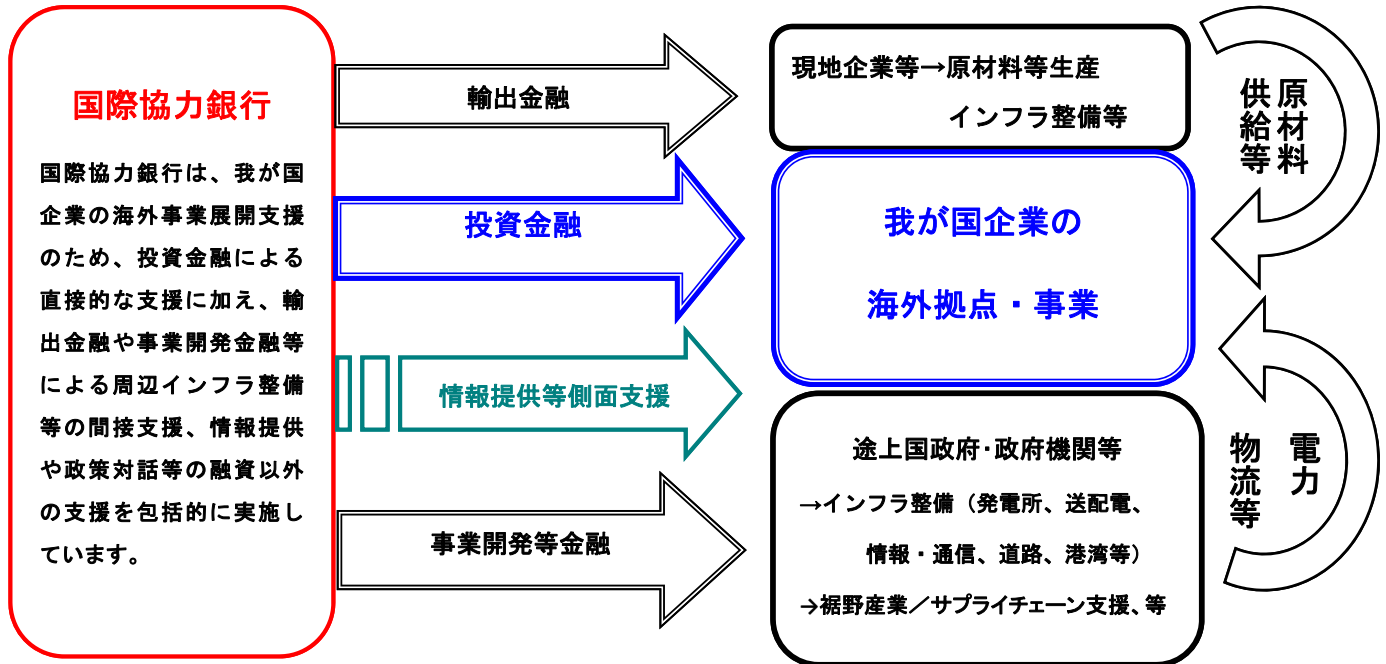 国際協力銀行
国際協力銀行は、我が国
企業の海外事業展開支援
のため、投資金融による
直接的な支援に加え、輸
出金融や事業開発金融等
による周辺インフラ整備
等の間接支援、情報提供
や政策対話等の融資以外
の支援を包括的に実施し
ています。
輸出金融
投資金融
情報提供等側面支援
事業開発等金融
現地企業等→原材料等生産
インフラ整備等
我が国企業の
海外拠点・事業
途上国政府・政府機関等
→インフラ整備（発電所、送配電、
情報・通信、道路、港湾等）
→裾野産業／サプライチェーン支援、等
原材料
供給等
電力
物流等